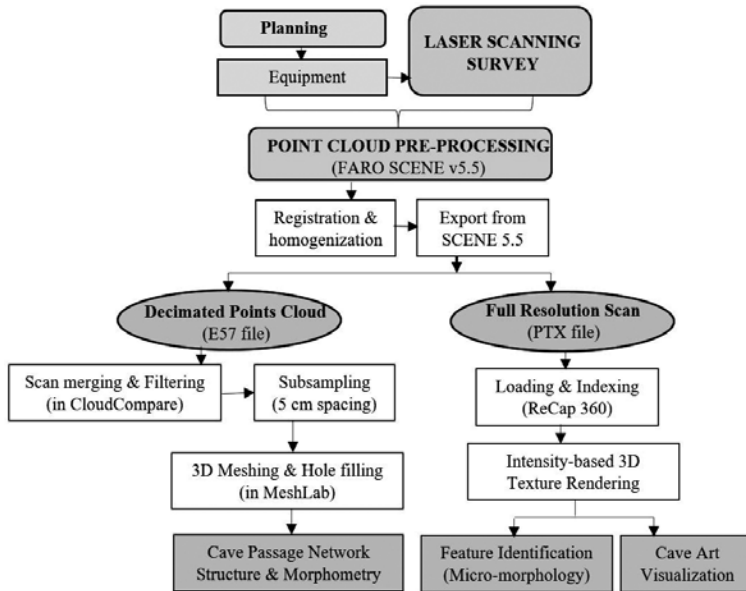 Planning
Equipment
LASER SCANNING
SURVEY
POINT CLOUD PRE-PROCESSING
(FARO SCENE v5.5)
Registration &
homogenization
Export from
SCENE 5.5
Decimated Points Cloud
(E57 file)
Full Resolution Scan
(PTX file)
Scan merging & Filtering
(in CloudCompare)
Subsampling
(5 cm spacing)
Loading & Indexing
(ReCap 360)
3D Meshing & Hole filling
(in MeshLab)
Intensity-based 3D
Texture Rendering
Cave Passage Network
Structure & Morphometry
Feature Identification
(Micro-morphology)
Cave Art
Visualization